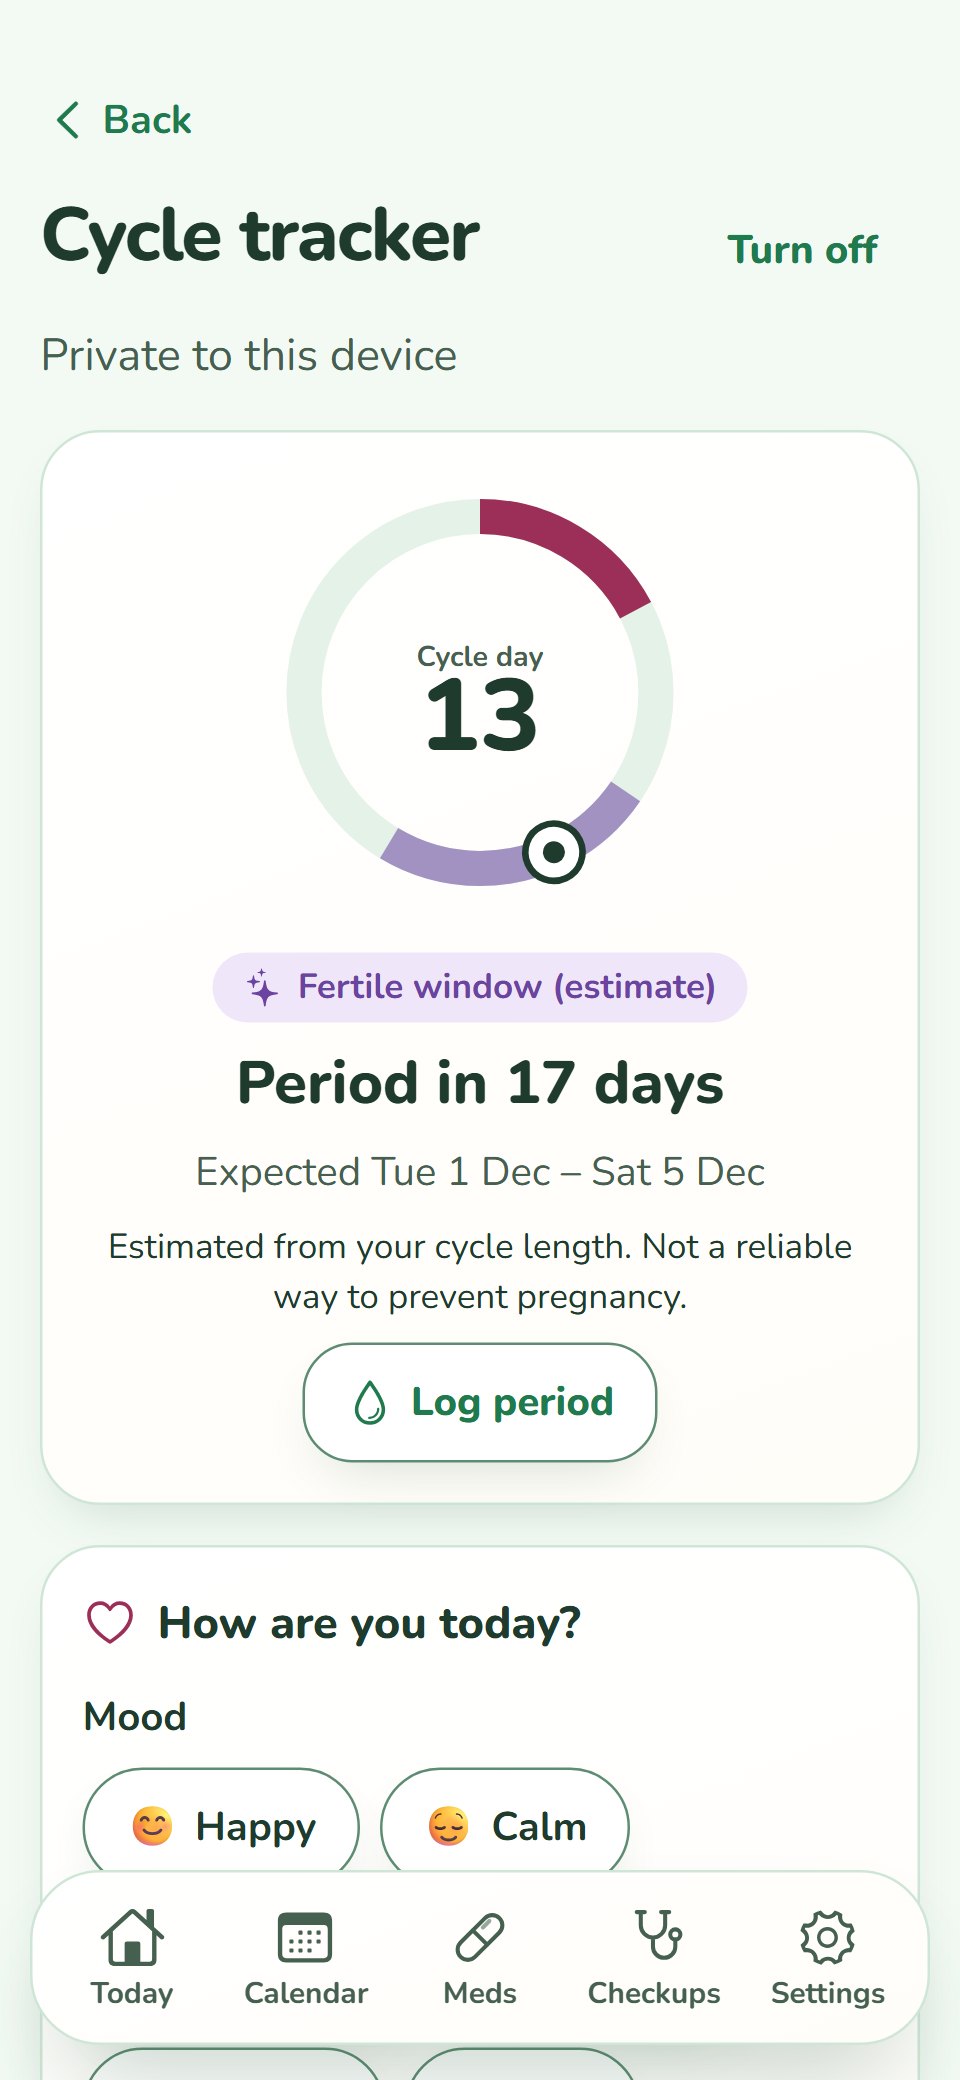 Back
Cycle tracker
Turn off
Private to this device
Cycle day
13
Fertile window (estimate)
Period in 17 days
Expected Tue 1 Dec – Sat 5 Dec
Estimated from your cycle length. Not a reliable
way to prevent pregnancy.
Log period
How are you today?
Mood
Happy
Calm
Today
Calendar
Meds
Checkups
Settings